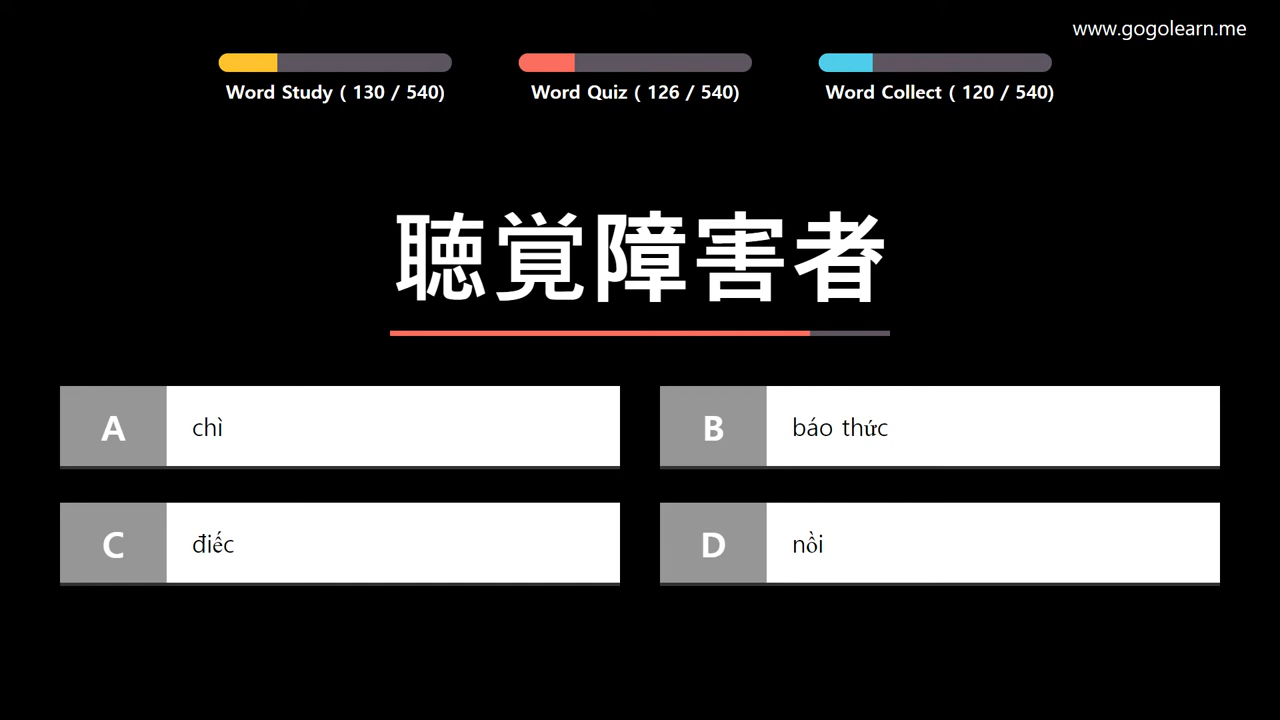 www.gogolearn.me
Word Study ( 130 / 540)
Word Quiz ( 126 / 540)
Word Collect ( 120 / 540)
聴覚障害者
A chì
B báo thức
C điếc
D nồi